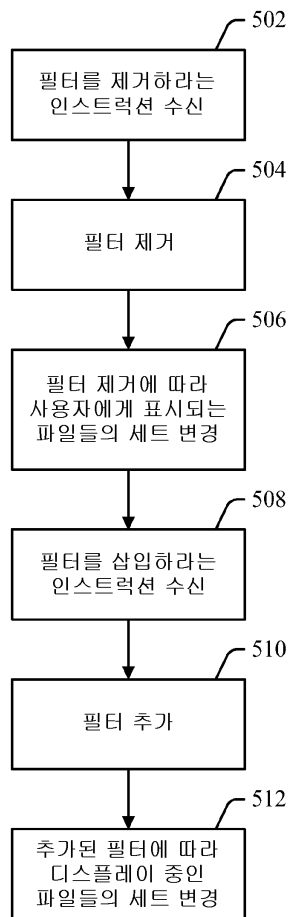 502
필터를 제거하라는
인스트럭션 수신
504
필터 제거
506
필터 제거에 따라
사용자에게 표시되는
파일들의 세트 변경
508
필터를 삽입하라는
인스트럭션 수신
510
필터 추가
512
추가된 필터에 따라
디스플레이 중인
파일들의 세트 변경